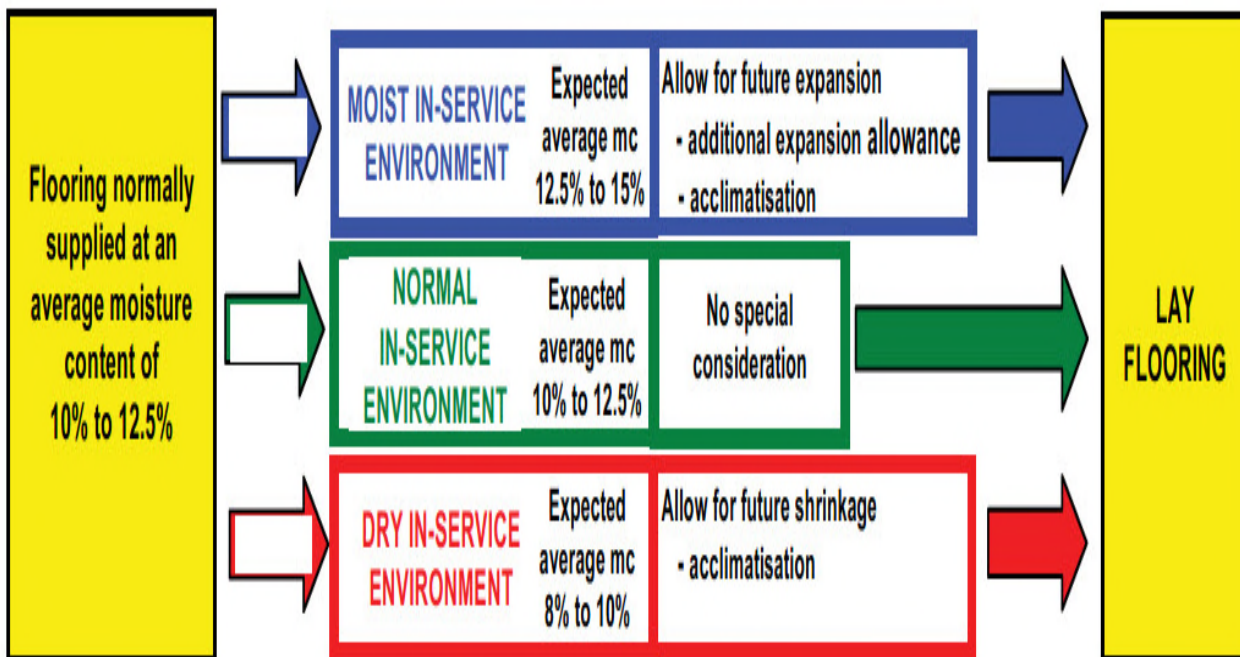 Flooring normally
supplied at an
average moisture
content of
10% to 12.5%
MOIST IN-SERVICE
ENVIRONMENT
Expected
average mc
12.5% to 15%
Allow for future expansion
- additional expansion allowance
- acclimatisation
NORMAL
IN-SERVICE
ENVIRONMENT
Expected
average mc
10% to 12.5%
No special
consideration
DRY IN-SERVICE
ENVIRONMENT
Expected
average mc
8% to 10%
Allow for future shrinkage
- acclimatisation
LAY
FLOORING